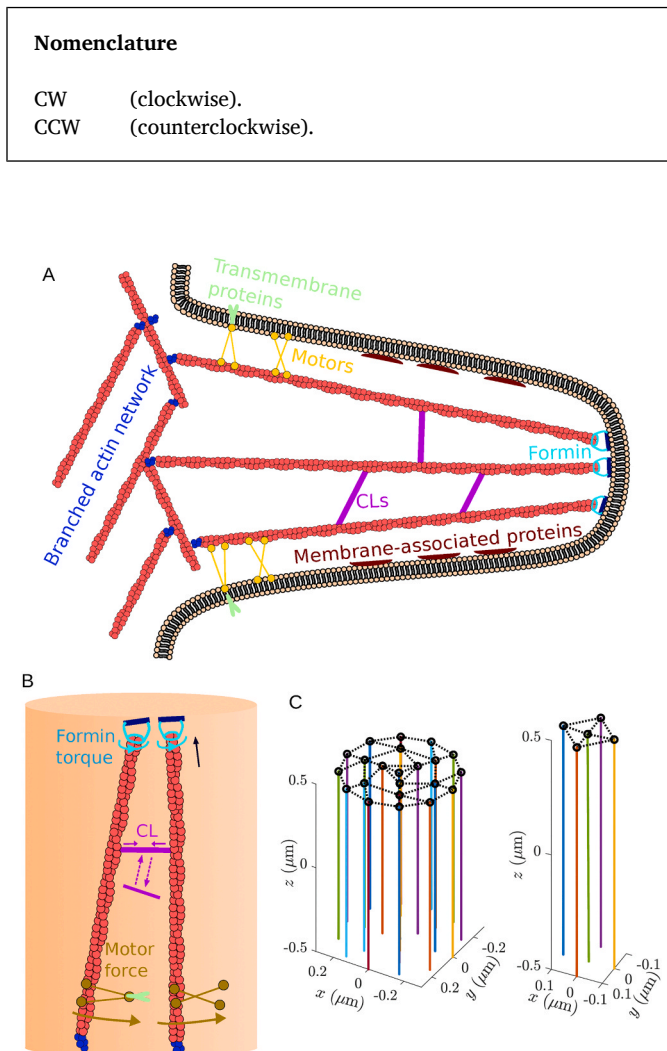 Nomenclature
CW (clockwise).
CCW (counterclockwise).
A
Transmembrane
proteins
Motors
Branched actin network
Formin
CLs
Membrane-associated proteins
B
Formin
torque
CL
Motor
force
C
0.5
0
-0.5
z (μm)
0.2
0
-0.2
x (μm)
-0.2
0
0.2
y (μm)
0.5
0
-0.5
z (μm)
0.1
0
-0.1
x (μm)
-0.1
0
0.1
y (μm)